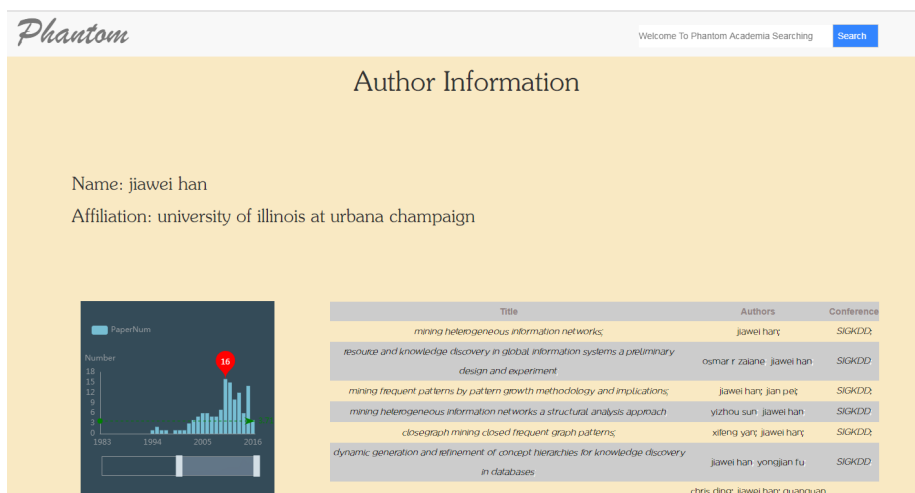 Phantom
Welcome To Phantom Academia Searching
Search
Author Information
Name: jiawei han
Affiliation: university of illinois at urbana champaign
PaperNum
Number
18
15
12
9
6
3
0
16
1983 1994 2005 2016
Title Authors Conference
mining heterogeneous information networks; jiawei han; SIGKDD;
resource and knowledge discovery in global information systems a preliminary
design and experiment osmar r zaiane jiawei han SIGKDD
mining frequent patterns by pattern growth methodology and implications; jiawei han; jian pei; SIGKDD;
mining heterogeneous information networks a structural analysis approach yizhou sun jiawei han SIGKDD
closegraph mining closed frequent graph patterns; xifeng yan; jiawei han; SIGKDD;
dynamic generation and refinement of concept hierarchies for knowledge discovery
in databases jiawei han yongjian fu SIGKDD
chris ding; jiawei han; quanquan